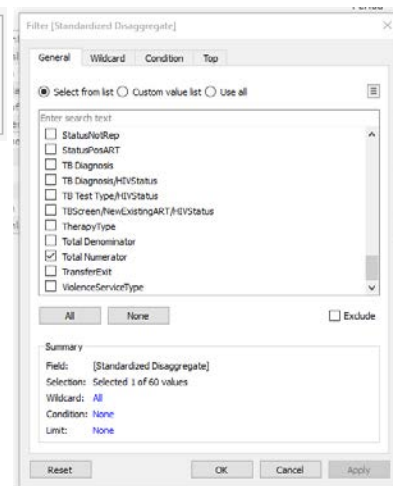 Filter [Standardized Disaggregate]
General Wildcard Condition Top
Select from list Custom value list Use all
Enter search text
StatusNotRep
StatusPosART
TB Diagnosis
TB Diagnosis/HIVStatus
TB Test Type/HIVStatus
TBScreen/NewExistingART/HIVStatus
TherapyType
Total Denominator
Total Numerator
TransferExit
ViolenceServiceType
All None Exclude
Summary
Field: [Standardized Disaggregate]
Selection: Selected 1 of 60 values
Wildcard: All
Condition: None
Limit: None
Reset OK Cancel Apply